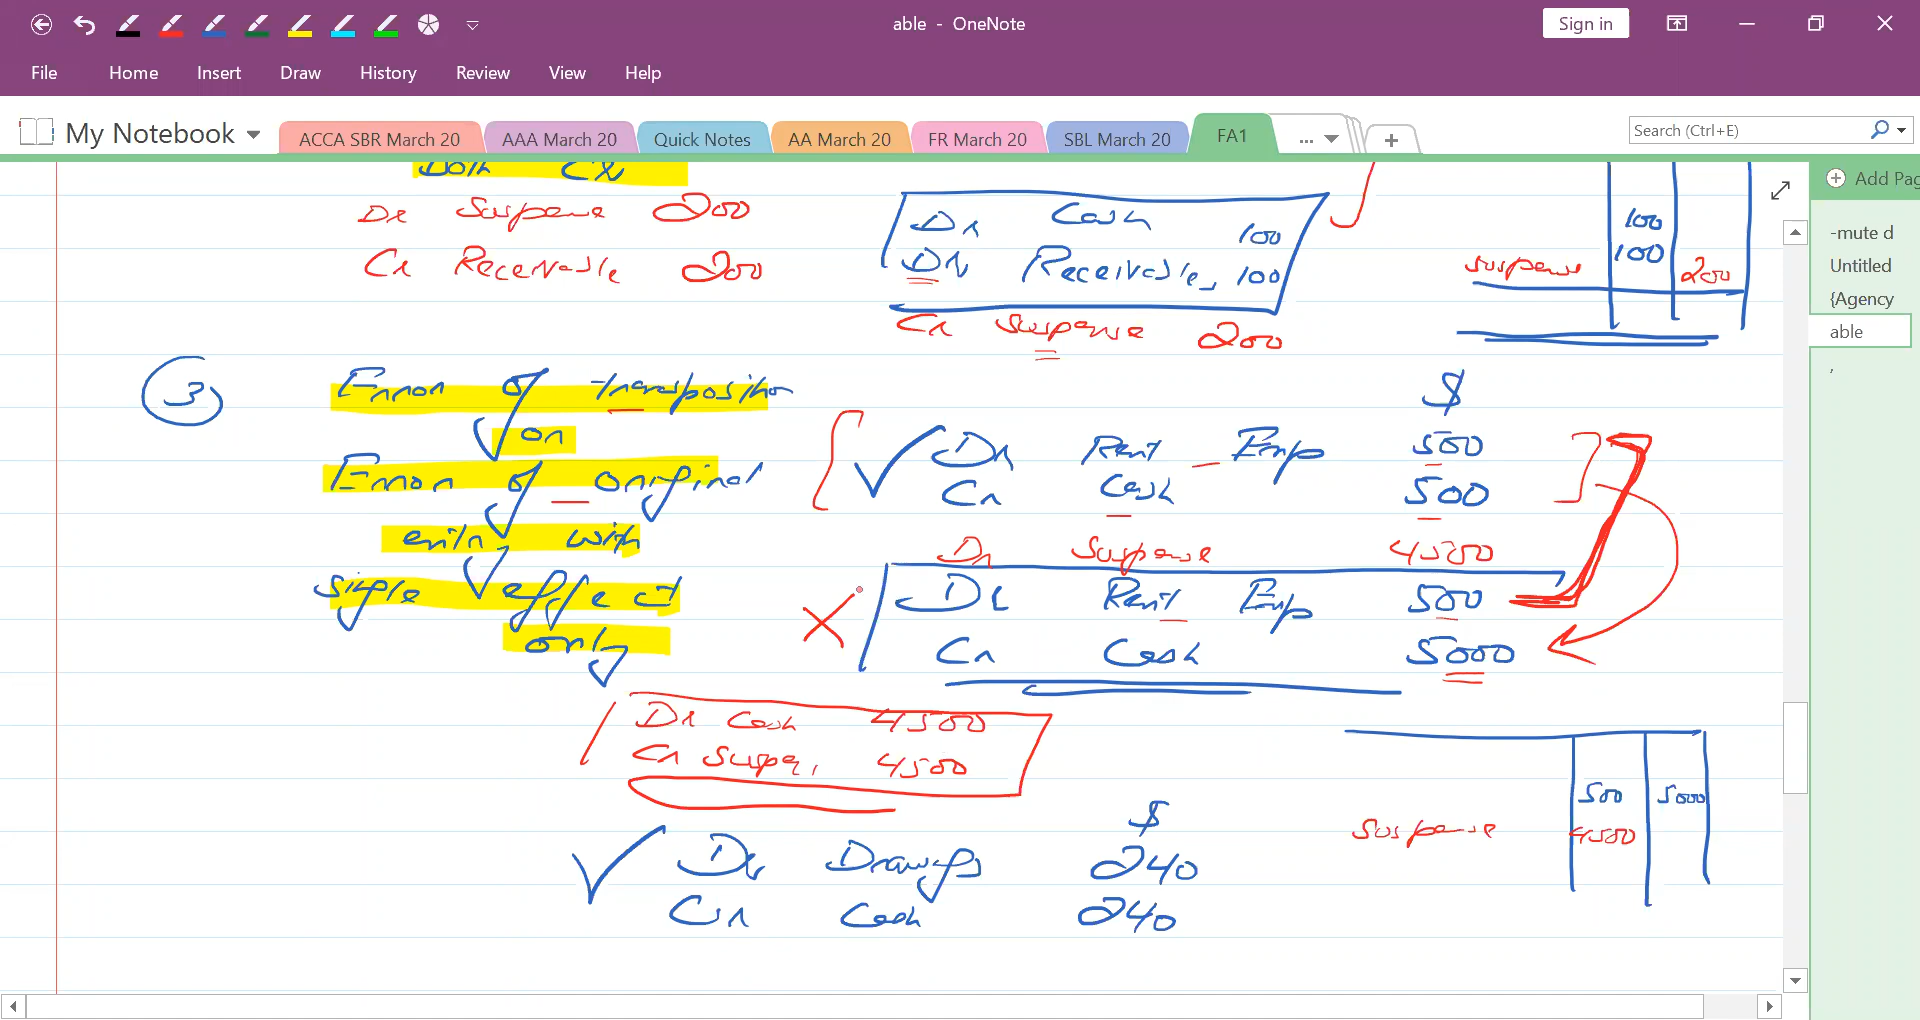 able - OneNote
Sign in
File Home Insert Draw History Review View Help
My Notebook
ACCA SBR March 20
AAA March 20
Quick Notes
AA March 20
FR March 20
SBL March 20
FA1
...
Search (Ctrl+E)
Add Pag
-mute d
Untitled
{Agency
able
,
Both CR
Dr Suspense 200
Cr Receivable 200
Dr Cash 100
DR Receivables 100
Cr Suspense 200
100
100
suspense 200
3
Error of transposition
or
Error of original
entry with
single effect
only
$
Dr Rent Exp 500
Cr Cash 500
Dr Suspense 4500
Dr Rent Exp 500
Cr Cash 5000
Dr Cash 4500
Cr Suspe, 4500
500 5000
Suspense 4500
$
Dr Drawings 240
Cr Cash 240